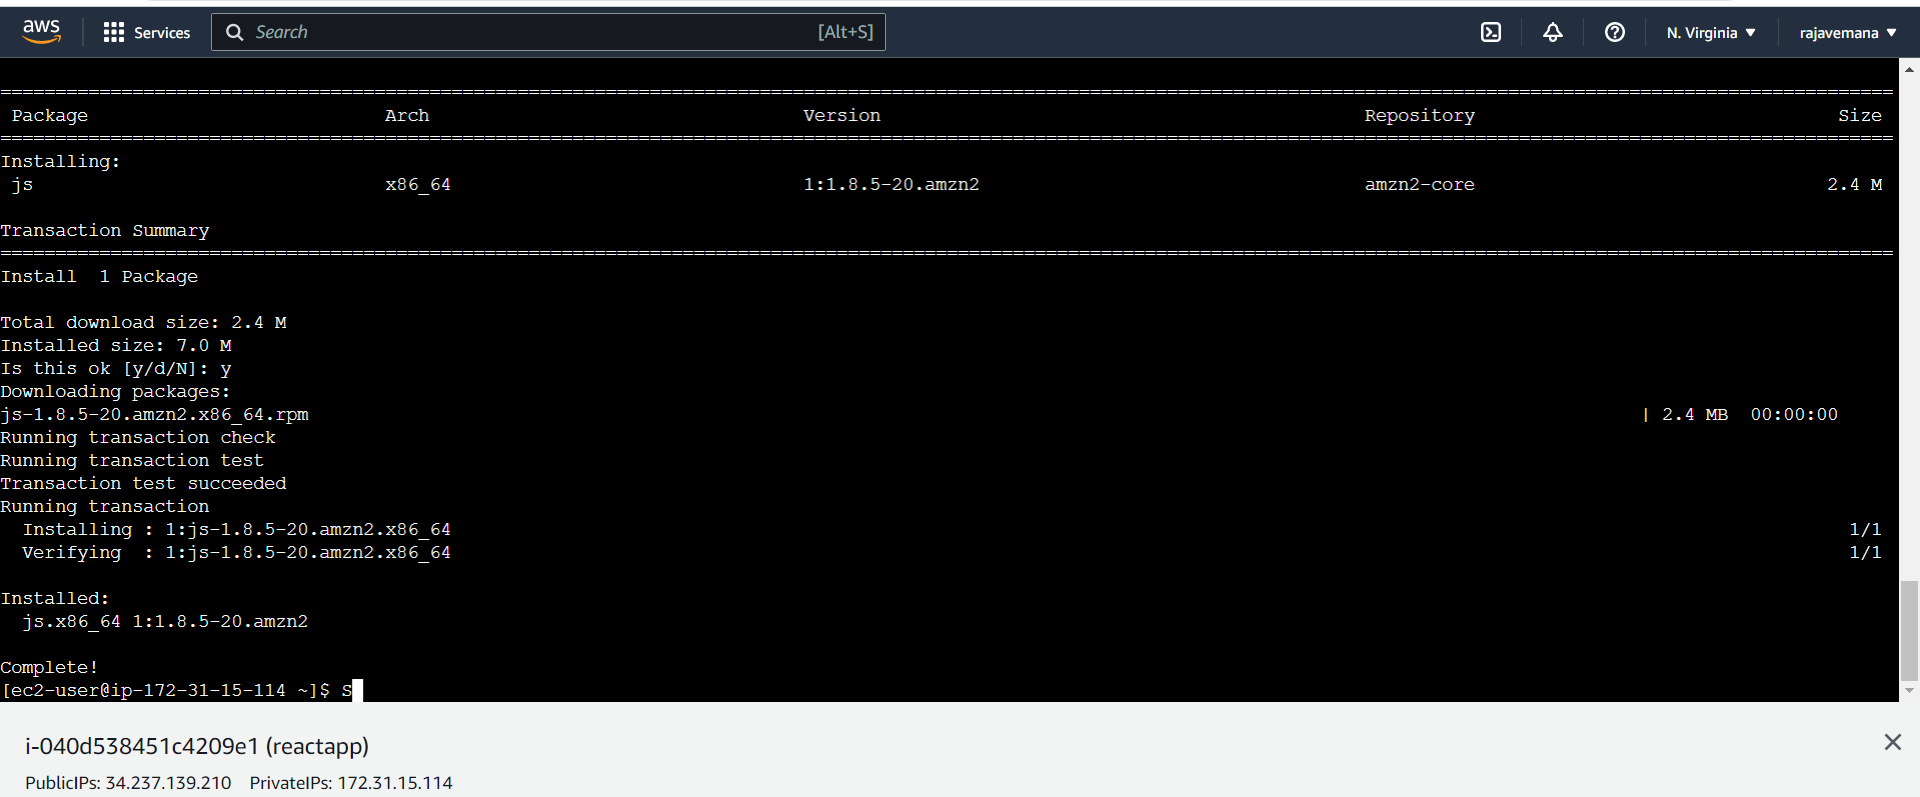 aws Services Search [Alt+S] N. Virginia ▼ rajavemana ▼
================================================================================
Package Arch Version Repository Size
================================================================================
Installing:
js x86_64 1:1.8.5-20.amzn2 amzn2-core 2.4 M
Transaction Summary
================================================================================
Install 1 Package
Total download size: 2.4 M
Installed size: 7.0 M
Is this ok [y/d/N]: y
Downloading packages:
js-1.8.5-20.amzn2.x86_64.rpm | 2.4 MB 00:00:00
Running transaction check
Running transaction test
Transaction test succeeded
Running transaction
Installing : 1:js-1.8.5-20.amzn2.x86_64 1/1
Verifying : 1:js-1.8.5-20.amzn2.x86_64 1/1
Installed:
js.x86_64 1:1.8.5-20.amzn2
Complete!
[ec2-user@ip-172-31-15-114 ~]$ S
i-040d538451c4209e1 (reactapp)
PublicIPs: 34.237.139.210 PrivateIPs: 172.31.15.114